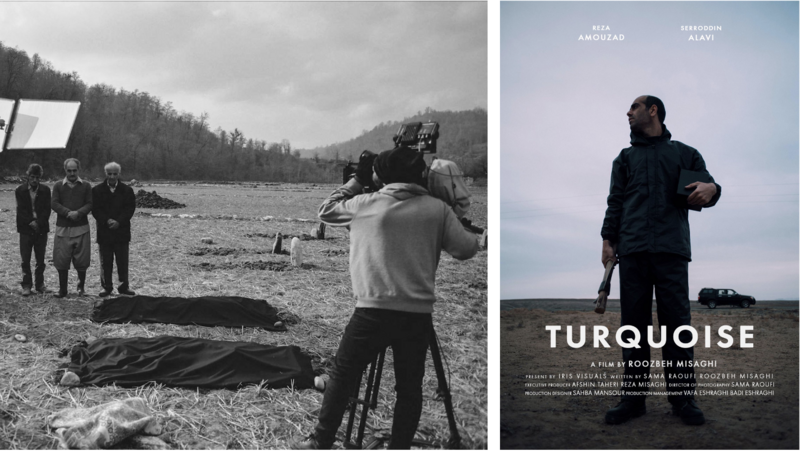 REZA
AMOUZAD
SERRODDIN
ALAVI
TURQUOISE
A FILM BY ROOZBEH MISAGHI
PRESENT BY IRIS VISUALS WRITTEN BY SAMA RAOUFI ROOZBEH MISAGHI
EXECUTIVE PRODUCER AFSHIN TAHERI REZA MISAGHI DIRECTOR OF PHOTOGRAPHY SAMA RAOUFI
PRODUCTION DESIGNER SAHBA MANSOUR PRODUCTION MANAGEMENT VAFA ESHRAGHI BADI ESHRAGHI